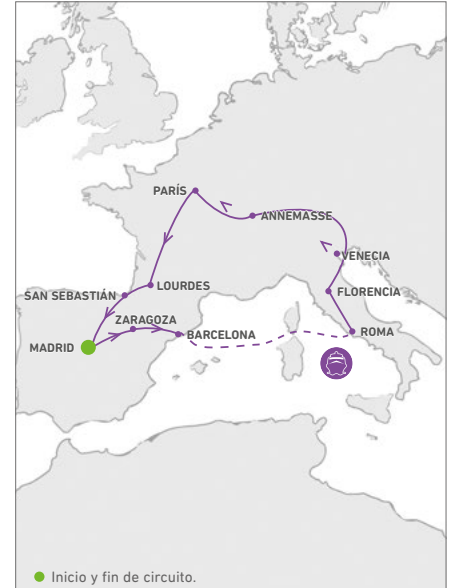 PARÍS
ANNEMASSE
VENECIA
LOURDES
FLORENCIA
SAN SEBASTIÁN
ZARAGOZA
BARCELONA
ROMA
MADRID
Inicio y fin de circuito.